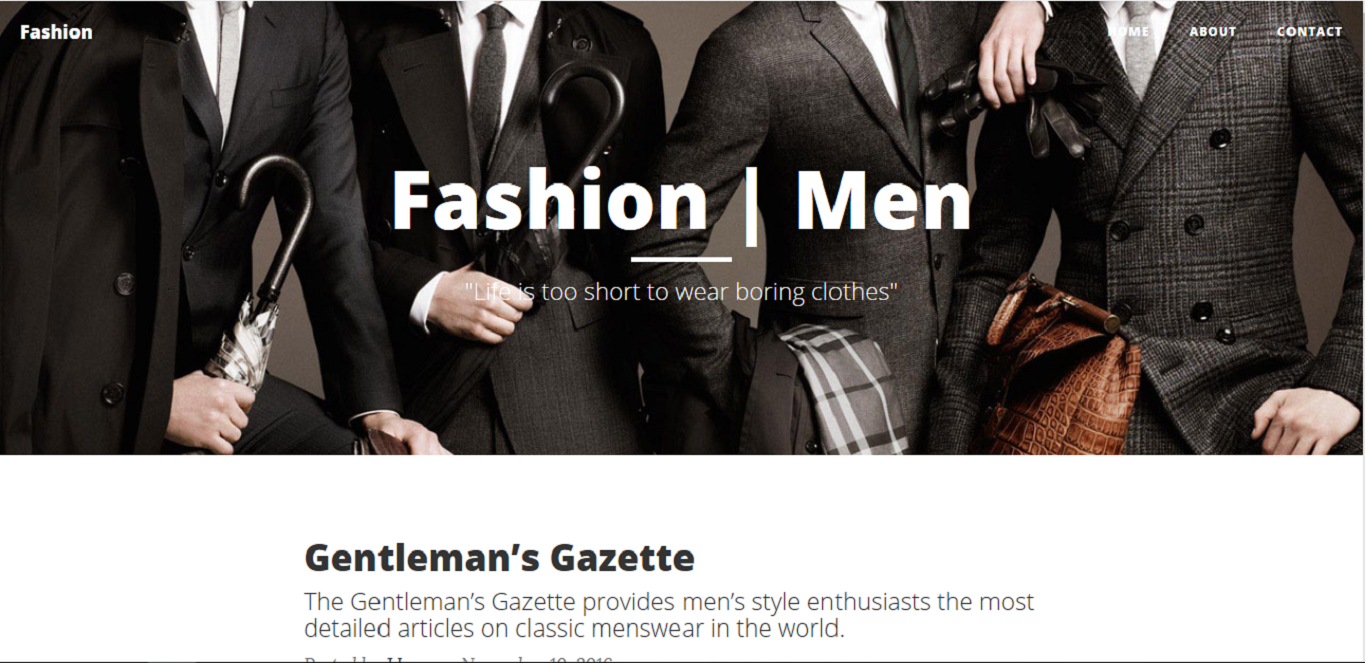 Fashion
HOME ABOUT CONTACT
Fashion | Men
"Life is too short to wear boring clothes"
Gentleman’s Gazette
The Gentleman’s Gazette provides men’s style enthusiasts the most
detailed articles on classic menswear in the world.